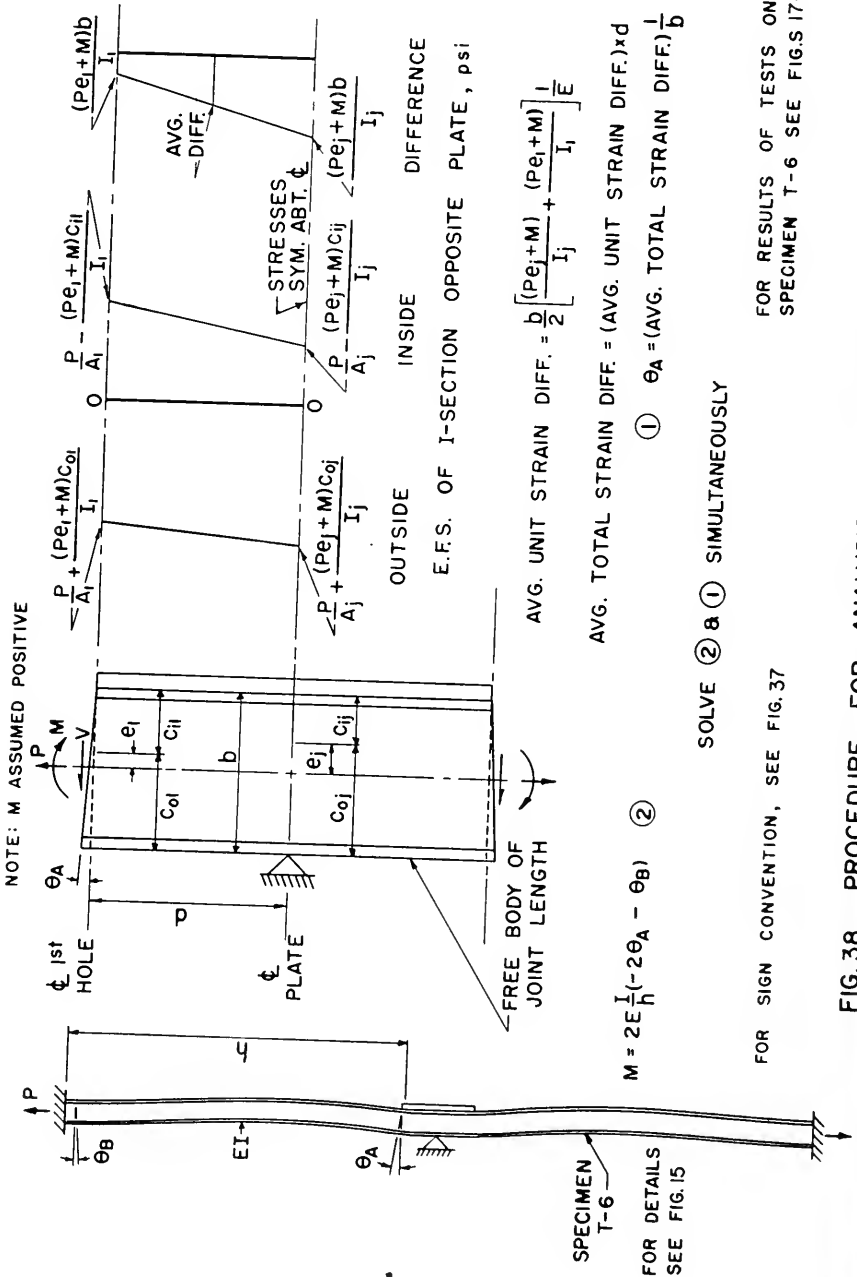 NOTE: M ASSUMED POSITIVE
P
M
V
θA
℄ 1st
HOLE
e1
co1
ci1
d
b
℄
PLATE
ej
coj
cij
FREE BODY OF
JOINT LENGTH
P
θB
EI
h
θA
SPECIMEN
T-6
FOR DETAILS
SEE FIG. 15
P/A1 + (Pe1+M)co1/I1
P/A1 - (Pe1+M)ci1/I1
(Pe1+M)b/I1
O
O
AVG.
DIFF.
STRESSES
SYM. ABT. ℄
P/Aj + (Pej+M)coj/Ij
P/Aj - (Pej+M)cij/Ij
(Pej+M)b/Ij
OUTSIDE
INSIDE
DIFFERENCE
E.F.S. OF I-SECTION OPPOSITE PLATE, psi
AVG. UNIT STRAIN DIFF. = b/2 [(Pej+M)/Ij + (Pe1+M)/I1] 1/E
AVG. TOTAL STRAIN DIFF. = (AVG. UNIT STRAIN DIFF.)xd
① θA = (AVG. TOTAL STRAIN DIFF.) 1/b
M = 2E I/h (-2θA - θB) ②
SOLVE ② & ① SIMULTANEOUSLY
FOR SIGN CONVENTION, SEE FIG. 37
FOR RESULTS OF TESTS ON
SPECIMEN T-6 SEE FIG.S 17
FIG. 38 PROCEDURE FOR